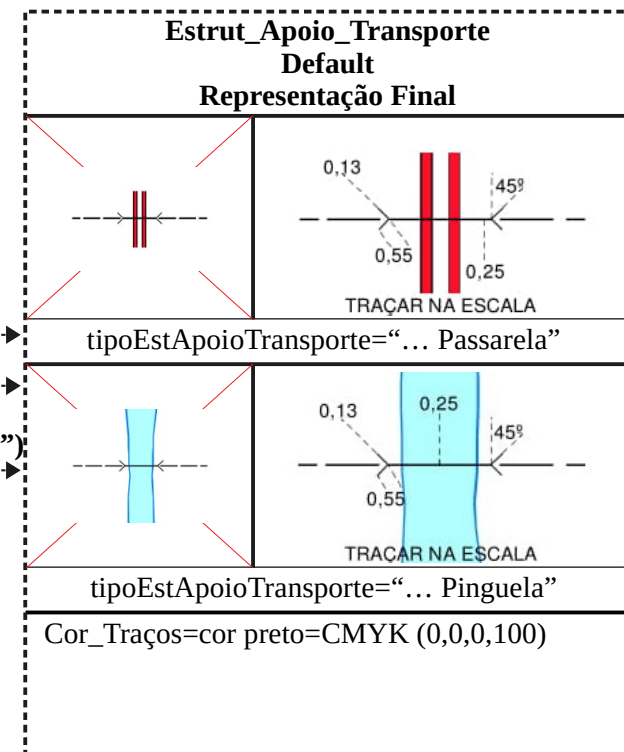 Estrut_Apoio_Transporte
Default
Representação Final
0,13
45º
0,55
0,25
TRAÇAR NA ESCALA
tipoEstApoioTransporte=“… Passarela”
0,13
0,25
45º
0,55
TRAÇAR NA ESCALA
”)
tipoEstApoioTransporte=“… Pinguela”
Cor_Traços=cor preto=CMYK (0,0,0,100)